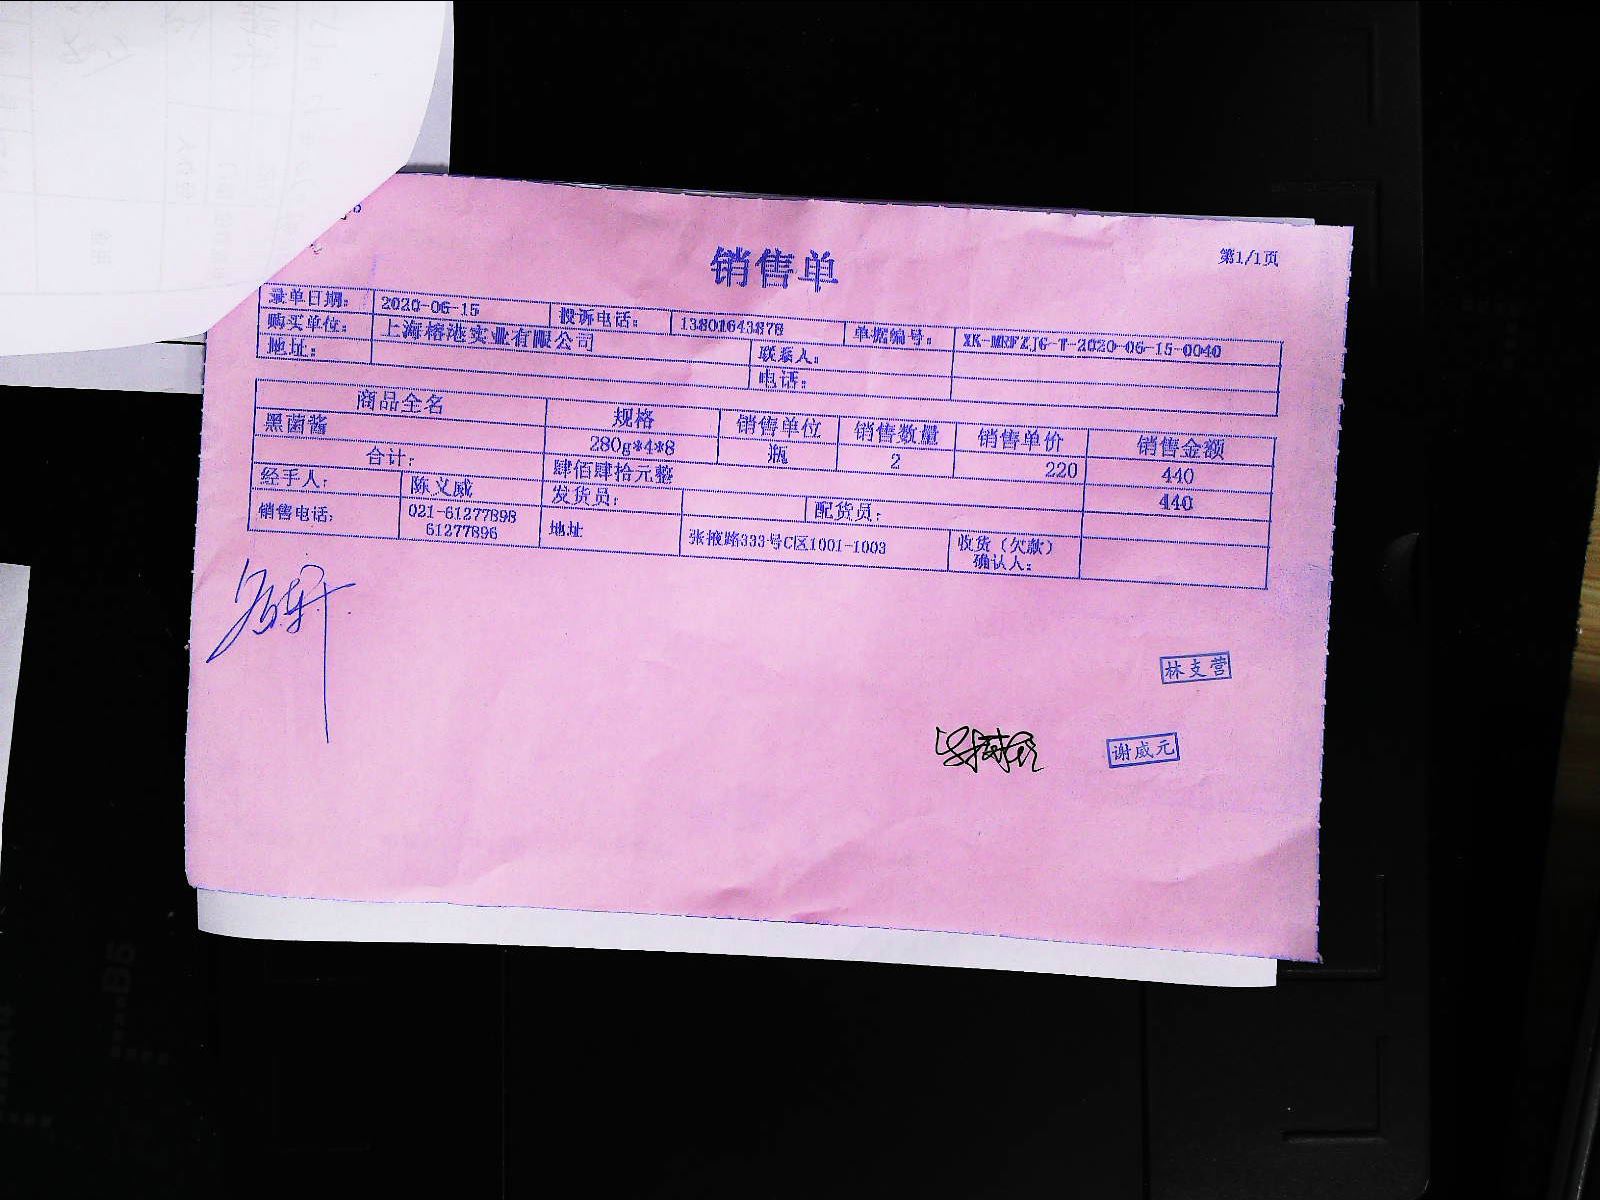 销售单
第1/1页
录单日期: 2020-06-15 投诉电话: 13801643878 单据编号: XK-MRFZJG-T-2020-06-15-0040
购买单位: 上海榕港实业有限公司 联系人:
地址: 电话:
商品全名 规格 销售单位 销售数量 销售单价 销售金额
黑菌酱 280g*4*8 瓶 2 220 440
合计: 肆佰肆拾元整 440
经手人: 陈义威 发货员: 配货员:
销售电话: 021-61277898 61277896 地址 张掖路333号C区1001-1003 收货（欠款）确认人:
林支营
谢威元